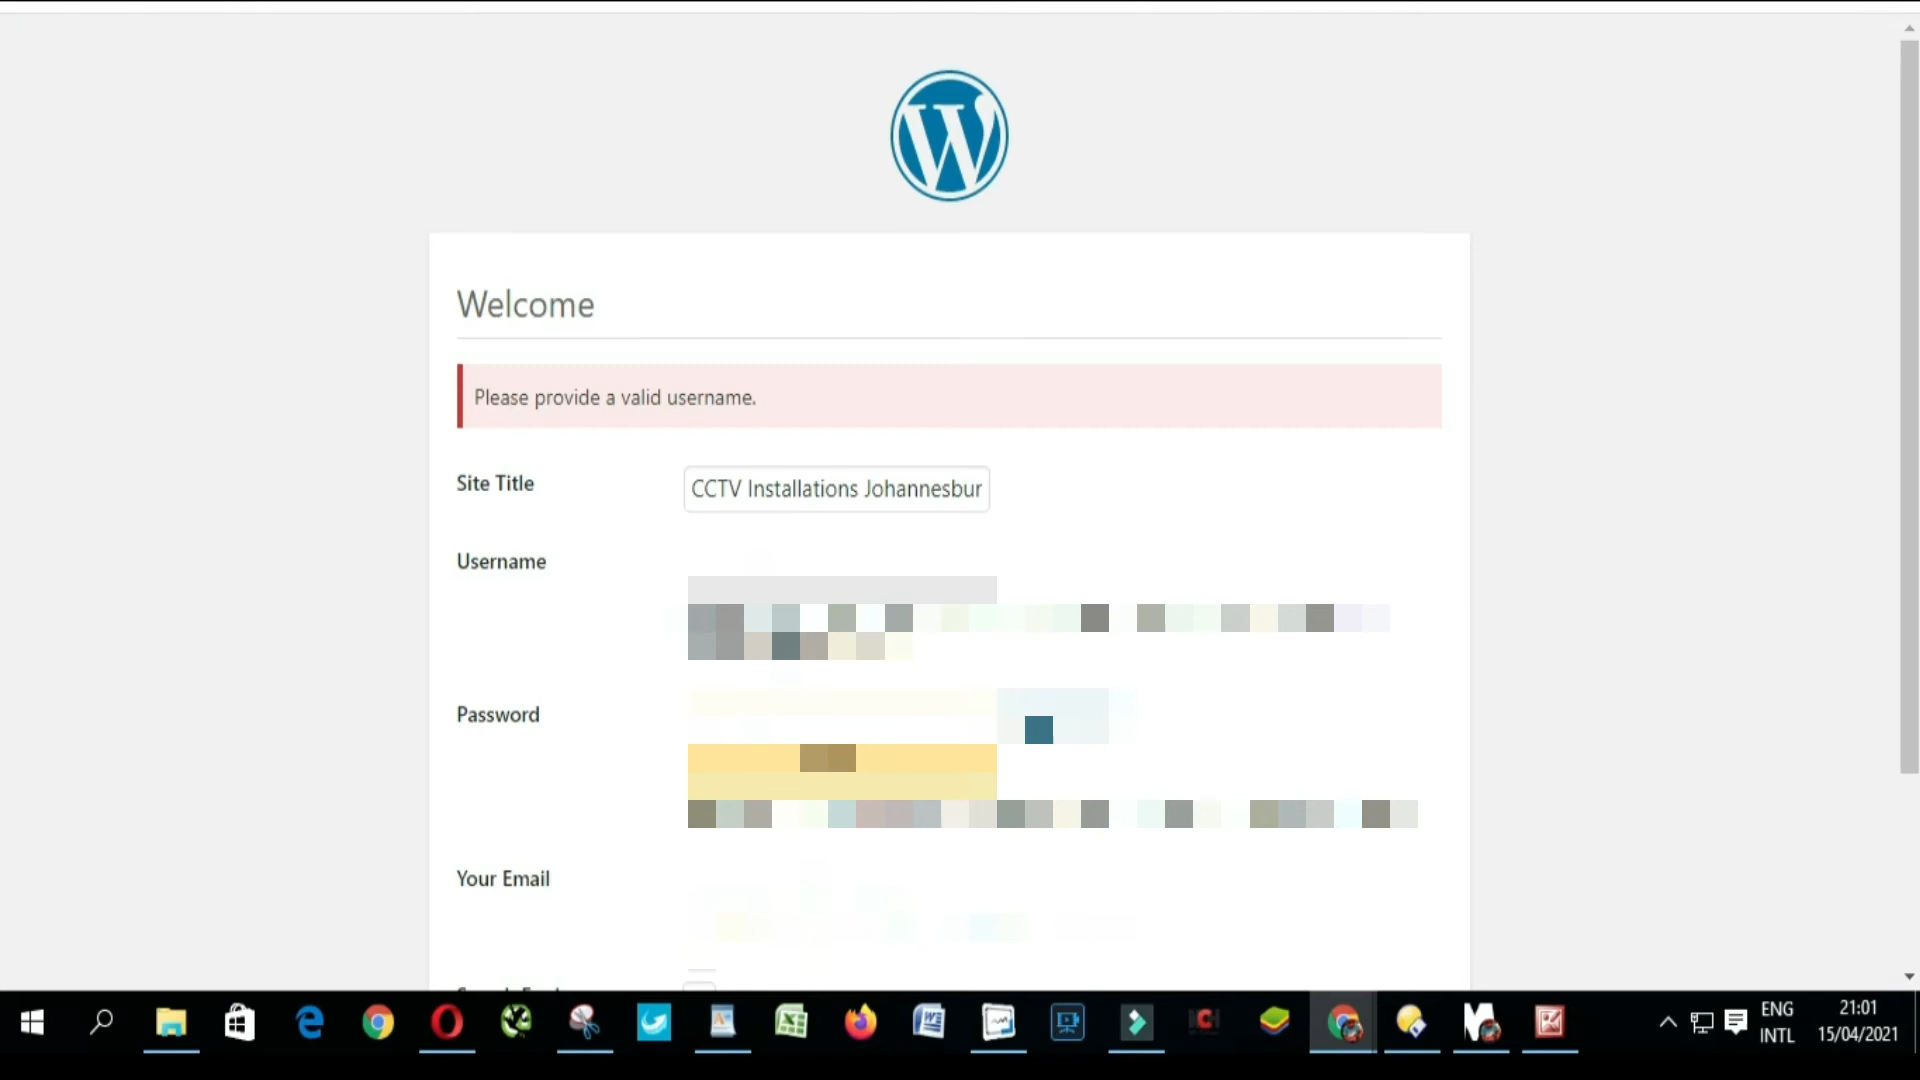 Welcome
Please provide a valid username.
Site Title
CCTV Installations Johannesbur
Username
Password
Your Email
ENG
INTL
21:01
15/04/2021